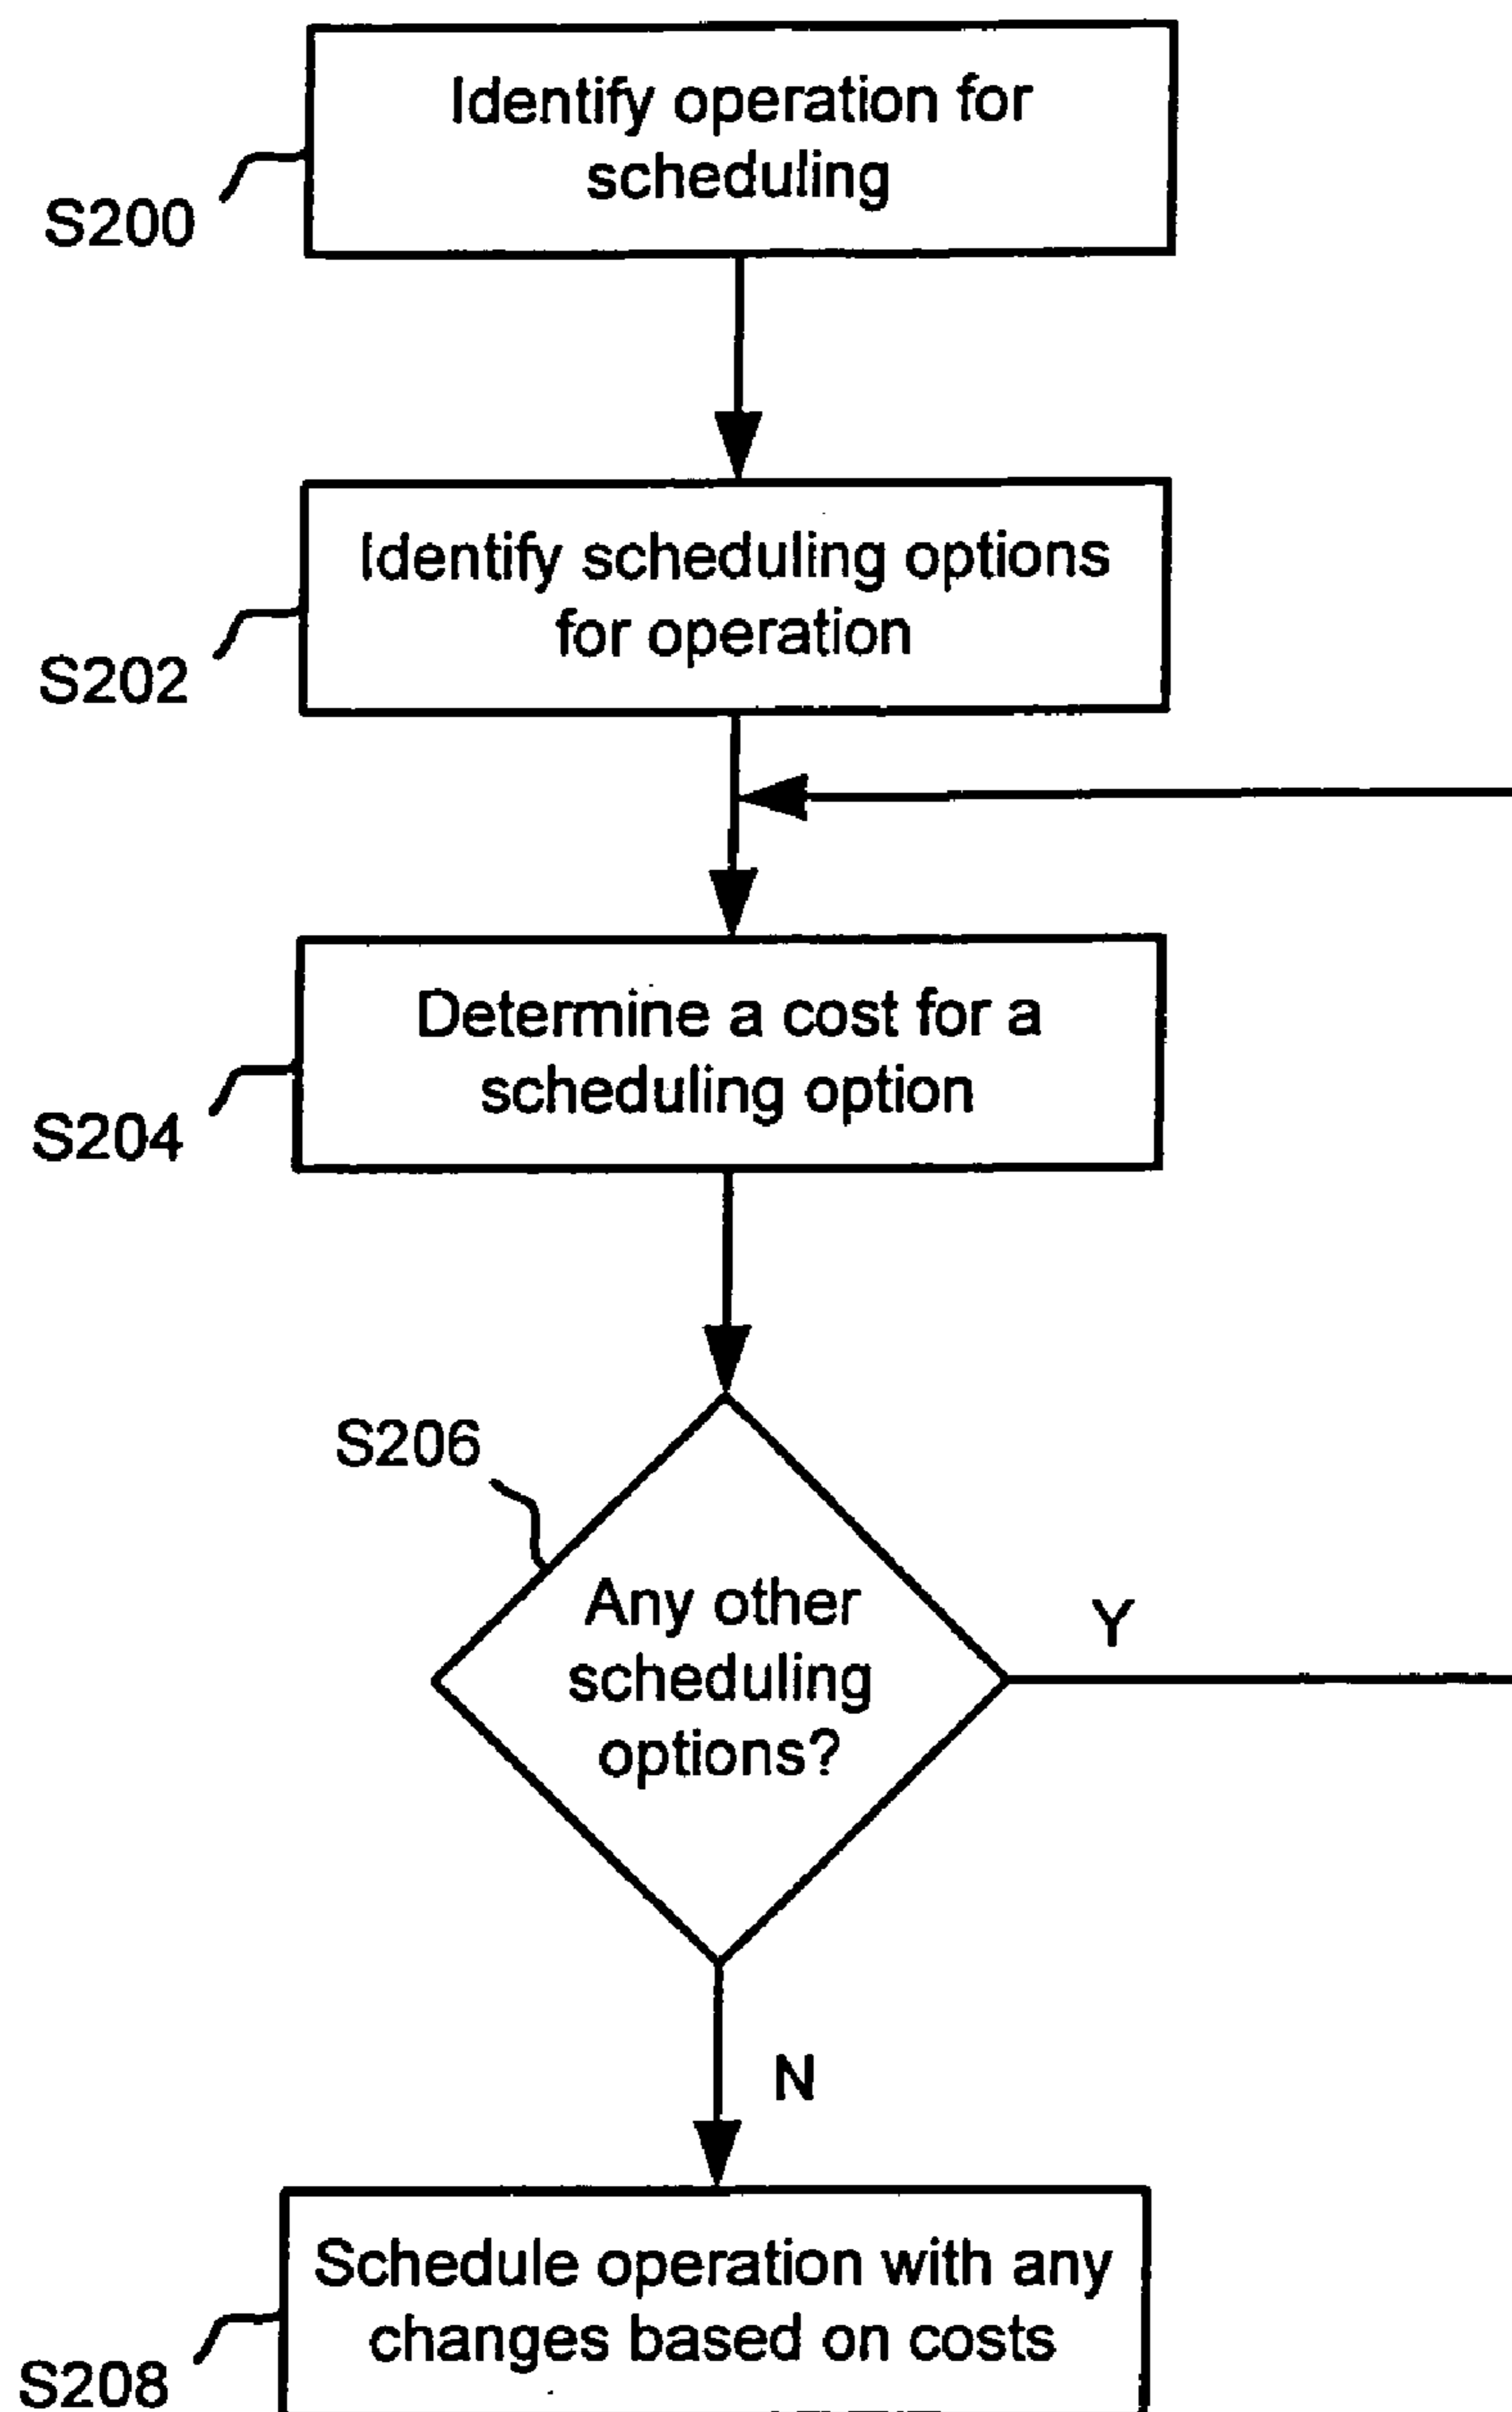 Identify operation for
scheduling
S200
Identify scheduling options
for operation
S202
Determine a cost for a
scheduling option
S204
S206
Any other
scheduling
options?
Y
N
Schedule operation with any
changes based on costs
S208